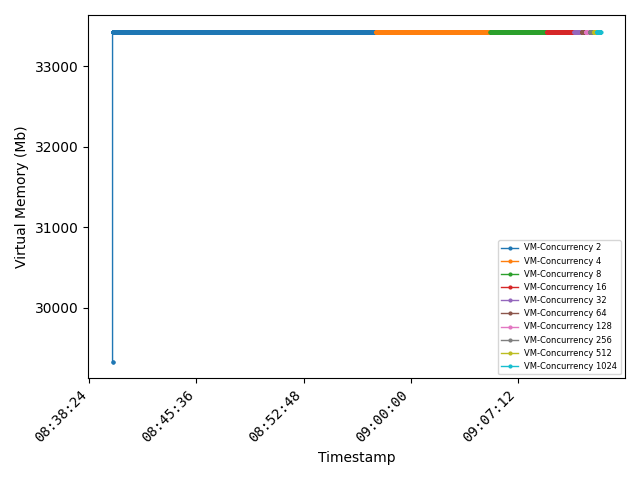 33000
32000
31000
30000
Virtual Memory (Mb)
VM-Concurrency 2
VM-Concurrency 4
VM-Concurrency 8
VM-Concurrency 16
VM-Concurrency 32
VM-Concurrency 64
VM-Concurrency 128
VM-Concurrency 256
VM-Concurrency 512
VM-Concurrency 1024
08:38:24
08:45:36
08:52:48
09:00:00
09:07:12
Timestamp